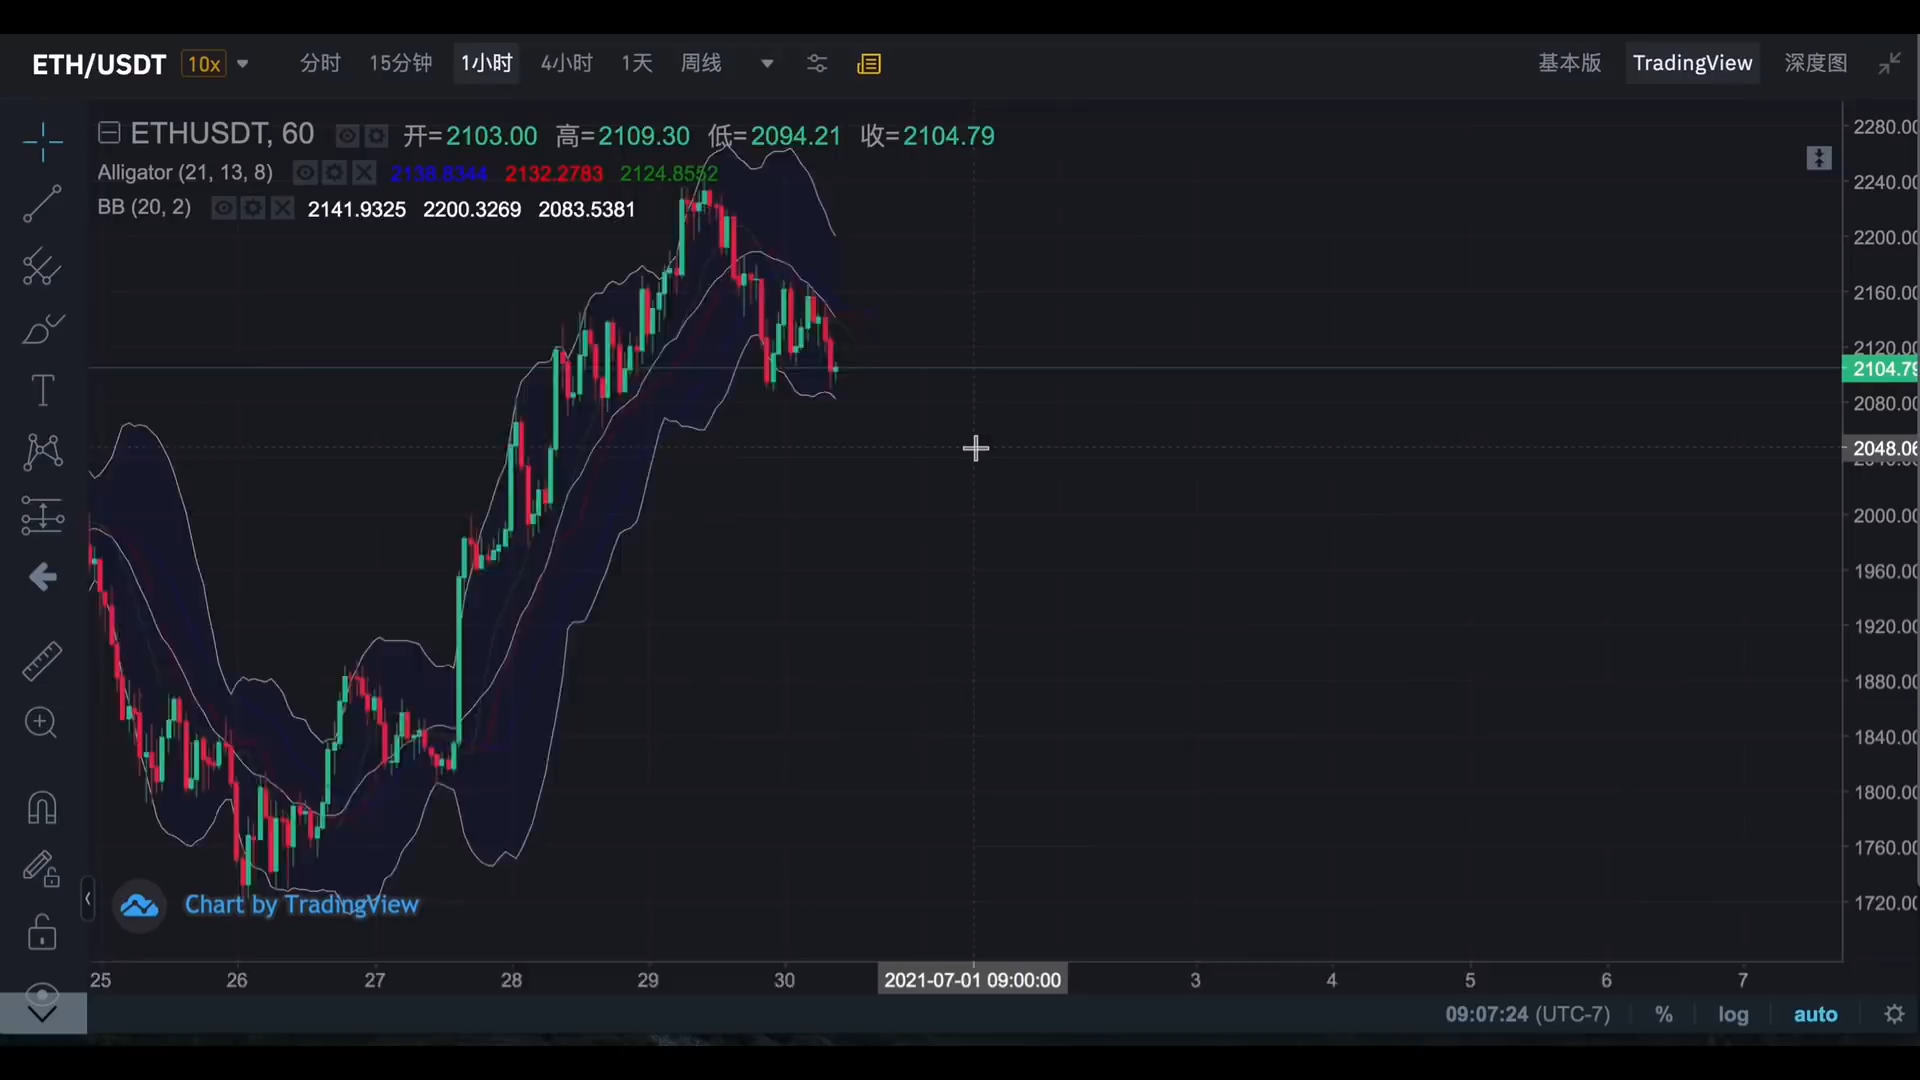 ETH/USDT 10x 分时 15分钟 1小时 4小时 1天 周线 基本版 TradingView 深度图
ETHUSDT, 60 开=2103.00 高=2109.30 低=2094.21 收=2104.79
Alligator (21, 13, 8) 2138.8344 2132.2783 2124.8552
BB (20, 2) 2141.9325 2200.3269 2083.5381
2280.00
2240.00
2200.00
2160.00
2120.00
2104.79
2080.00
2048.06
2000.00
1960.00
1920.00
1880.00
1840.00
1800.00
1760.00
1720.00
Chart by TradingView
25 26 27 28 29 30 2021-07-01 09:00:00 3 4 5 6 7
09:07:24 (UTC-7) % log auto